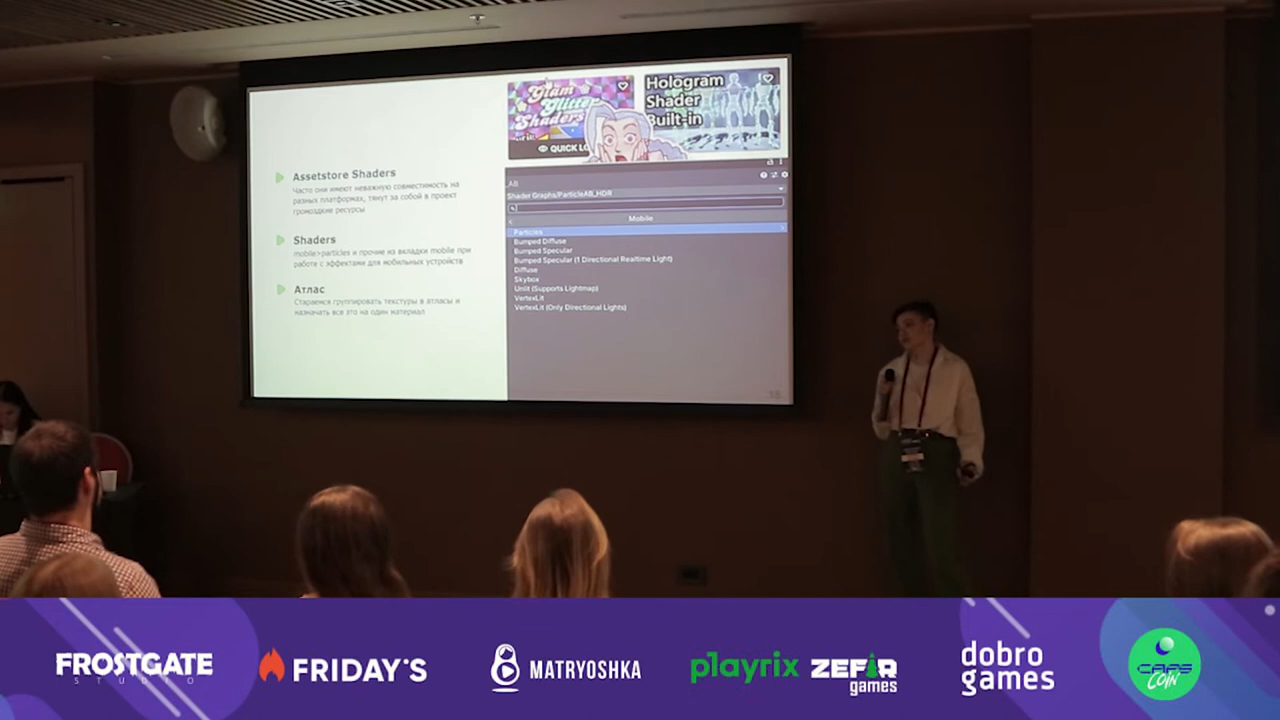 Assetstore Shaders
Часто они имеют неважную совместимость на
разных платформах, тянут за собой в проект
громоздкие ресурсы
Shaders
mobile>particles и прочие из вкладки mobile при
работе с эффектами для мобильных устройств
Атлас
Стараемся группировать текстуры в атласы и
назначать все это на один материал
Glam
Glitter
Shaders
QUICK LO
Hologram
Shader
Built-in
_AB
Shader Graphs/ParticleAB_HDR
Mobile
Particles
Bumped Diffuse
Bumped Specular
Bumped Specular (1 Directional Realtime Light)
Diffuse
Skybox
Unlit (Supports Lightmap)
VertexLit
VertexLit (Only Directional Lights)
18
FROSTGATE
STUDIO
FRIDAY'S
MATRYOSHKA
playrix
ZEFIR
games
dobro
games
CAPS
COIN